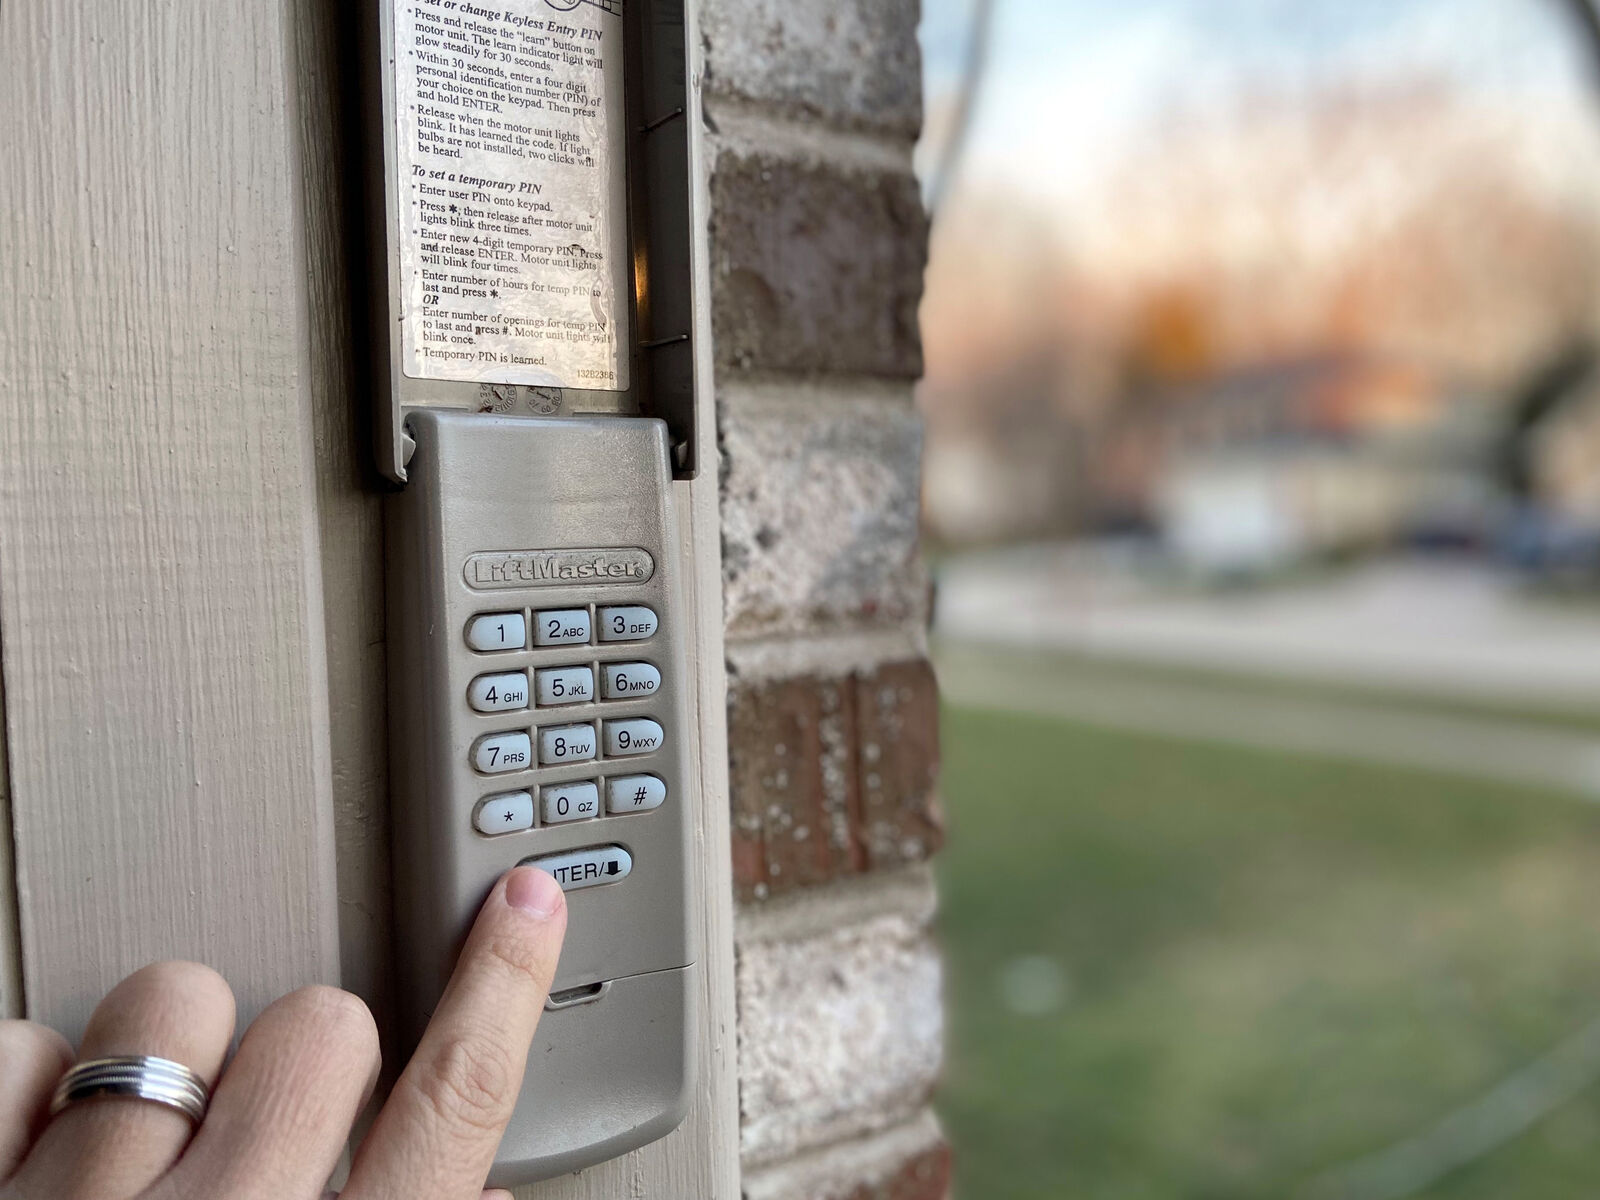 set or change Keyless Entry PIN
• Press and release the "learn" button on
motor unit. The learn indicator light will
glow steadily for 30 seconds.
• Within 30 seconds, enter a four digit
personal identification number (PIN) of
your choice on the keypad. Then press
and hold ENTER.
• Release when the motor unit lights
blink. It has learned the code. If light
bulbs are not installed, two clicks will
be heard.
To set a temporary PIN
• Enter user PIN onto keypad.
• Press ✱, then release after motor unit
lights blink three times.
• Enter new 4-digit temporary PIN. Press
and release ENTER. Motor unit lights
will blink four times.
• Enter number of hours for temp PIN to
last and press ✱.
OR
Enter number of openings for temp PIN
to last and press #. Motor unit lights will
blink once.
• Temporary PIN is learned.
132B2386
LiftMaster®
1 2 ABC 3 DEF
4 GHI 5 JKL 6 MNO
7 PRS 8 TUV 9 WXY
* 0 QZ #
TER/